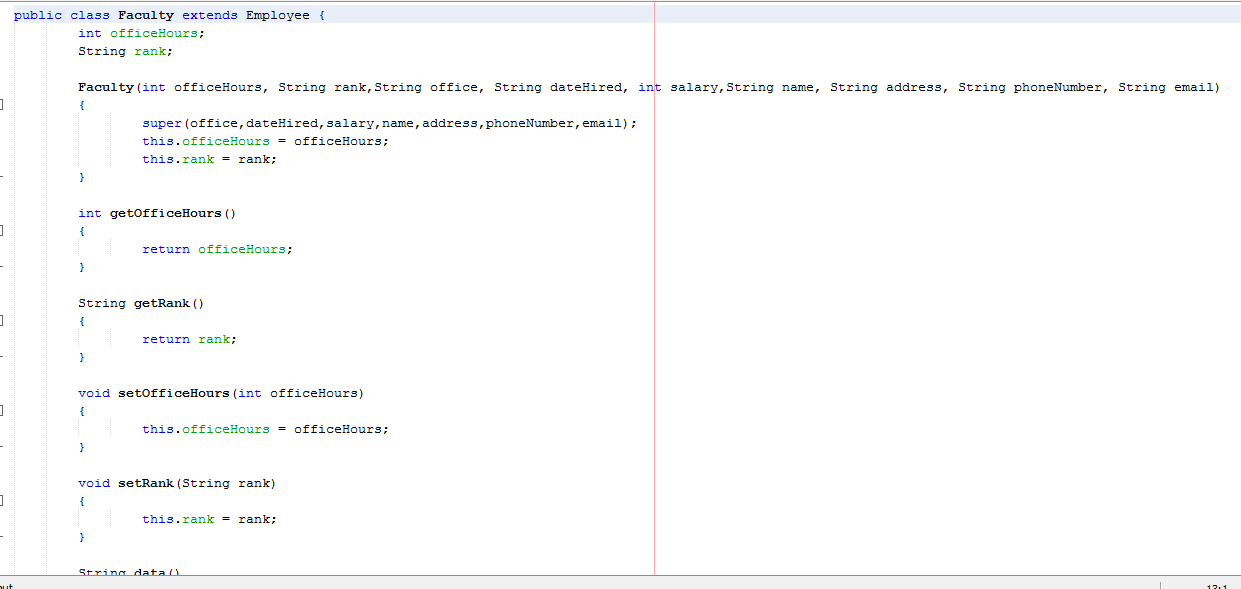 public class Faculty extends Employee {
int officeHours;
String rank;
Faculty(int officeHours, String rank,String office, String dateHired, int salary,String name, String address, String phoneNumber, String email)
{
super(office,dateHired,salary,name,address,phoneNumber,email);
this.officeHours = officeHours;
this.rank = rank;
}
int getOfficeHours()
{
return officeHours;
}
String getRank()
{
return rank;
}
void setOfficeHours(int officeHours)
{
this.officeHours = officeHours;
}
void setRank(String rank)
{
this.rank = rank;
}
String data()